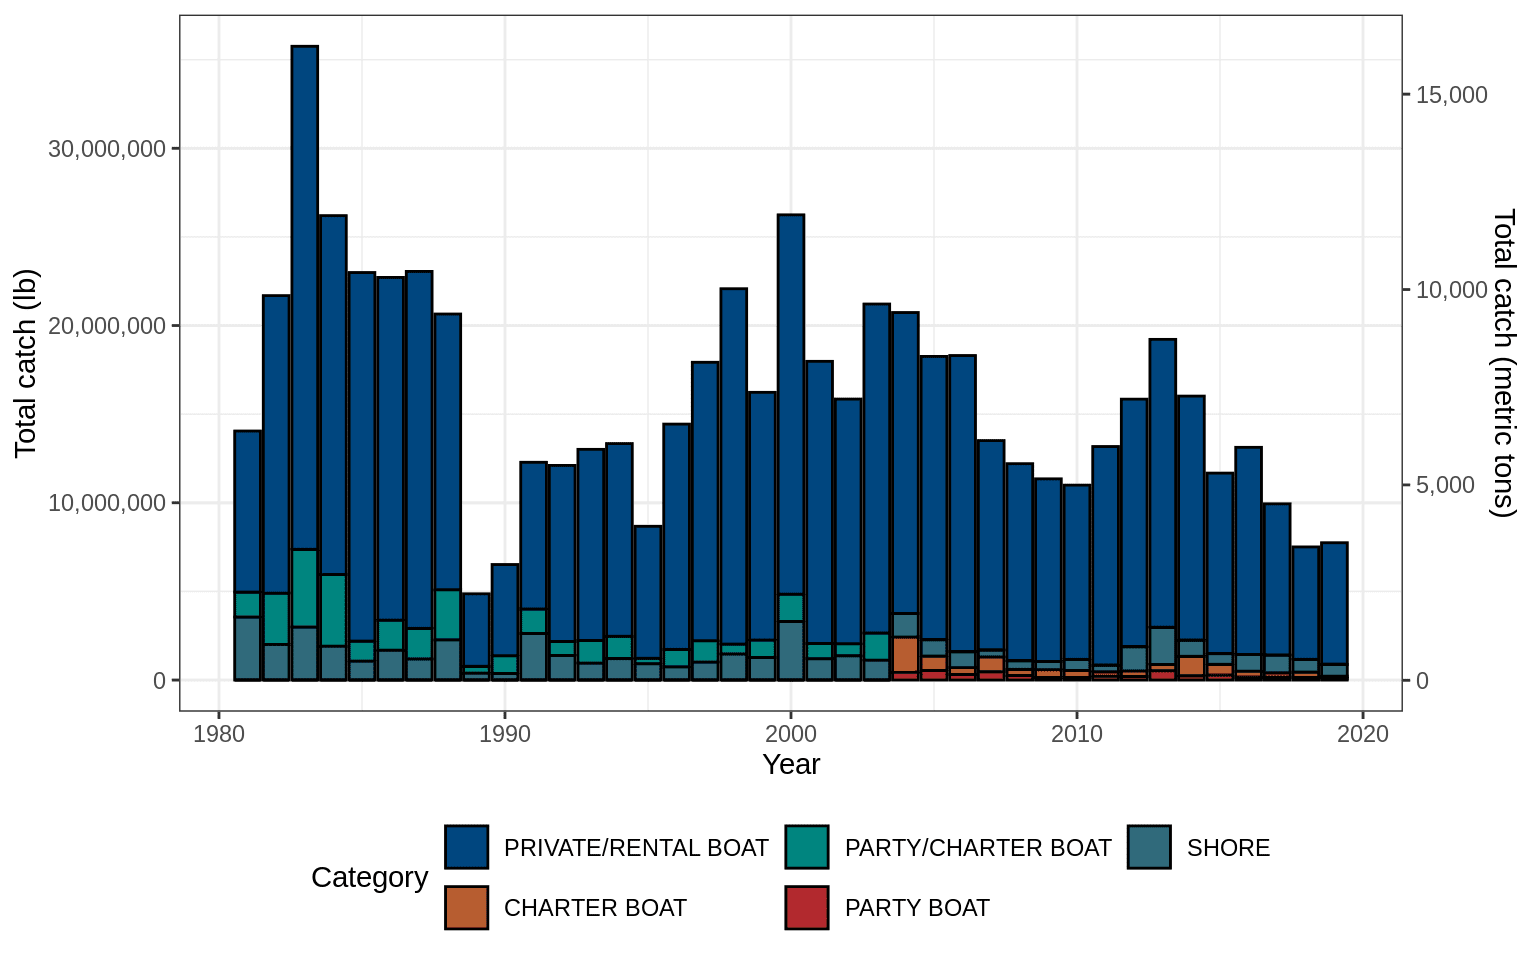 Total catch (lb)
30,000,000
20,000,000
10,000,000
0
15,000
10,000
5,000
0
Total catch (metric tons)
1980 1990 2000 2010 2020
Year
Category
PRIVATE/RENTAL BOAT PARTY/CHARTER BOAT SHORE
CHARTER BOAT PARTY BOAT